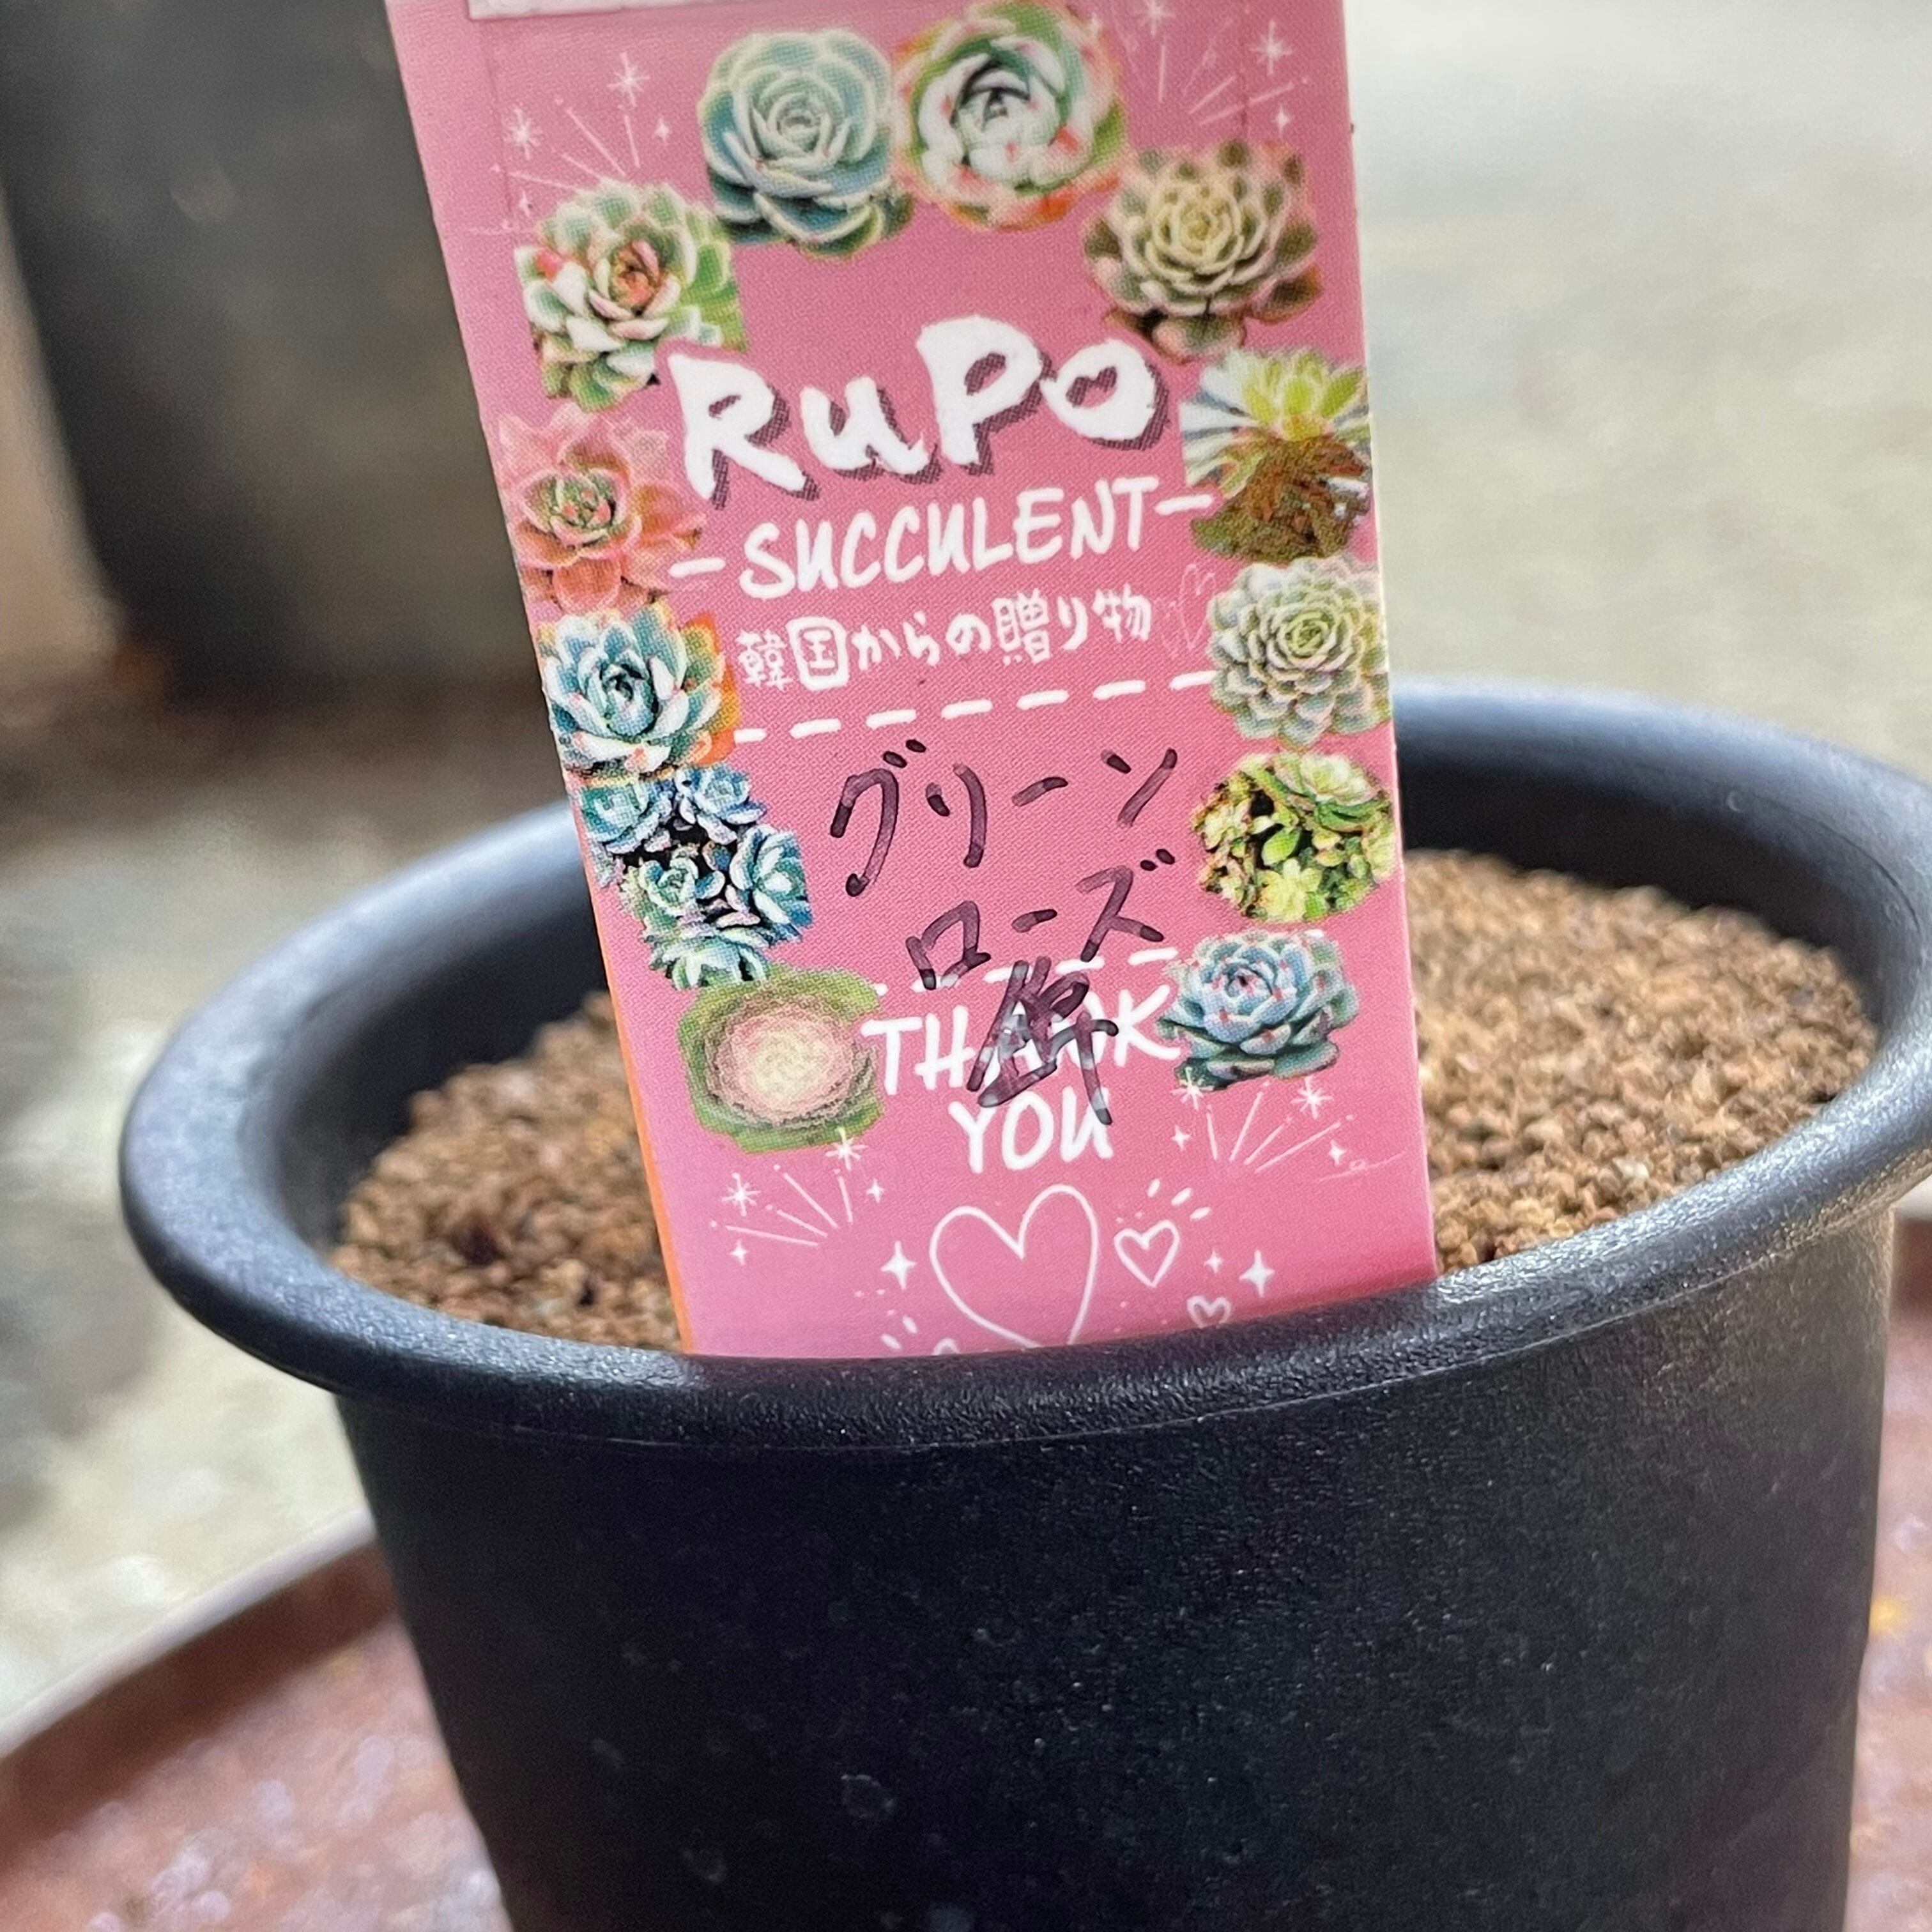 RuPo
-SUCCULENT-
韓国からの贈り物
グリーン
ローズ
THANK
YOU